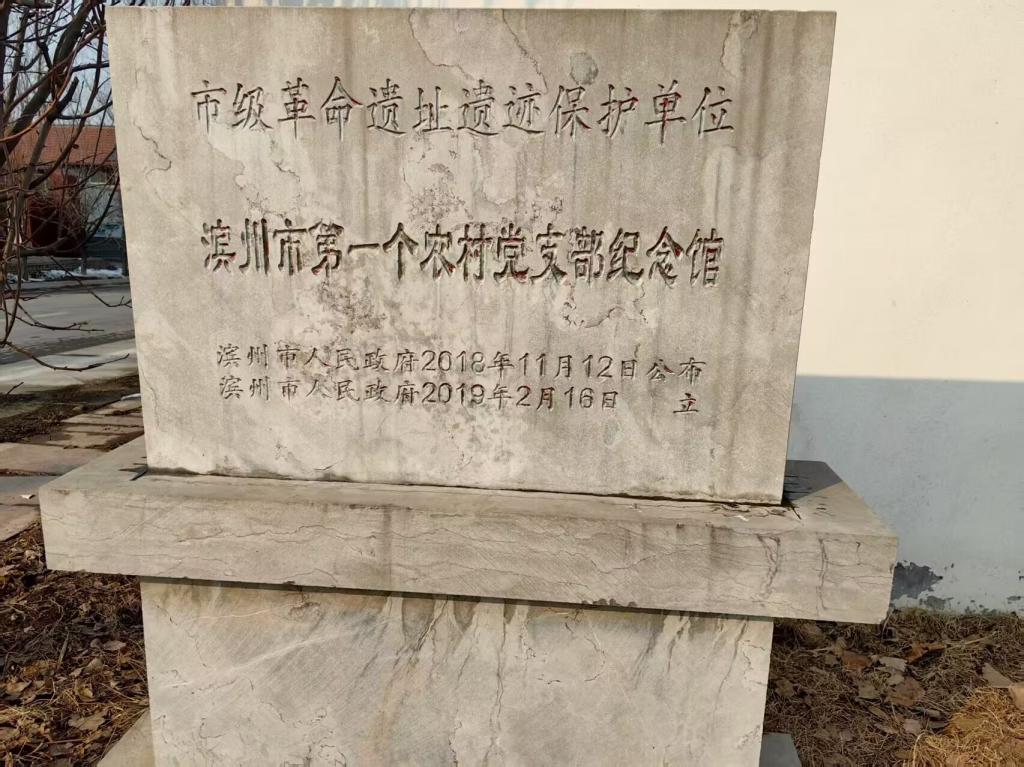 市级革命遗址遗迹保护单位
滨州市第一个农村党支部纪念馆
滨州市人民政府2018年11月12日公布
滨州市人民政府2019年2月16日 立